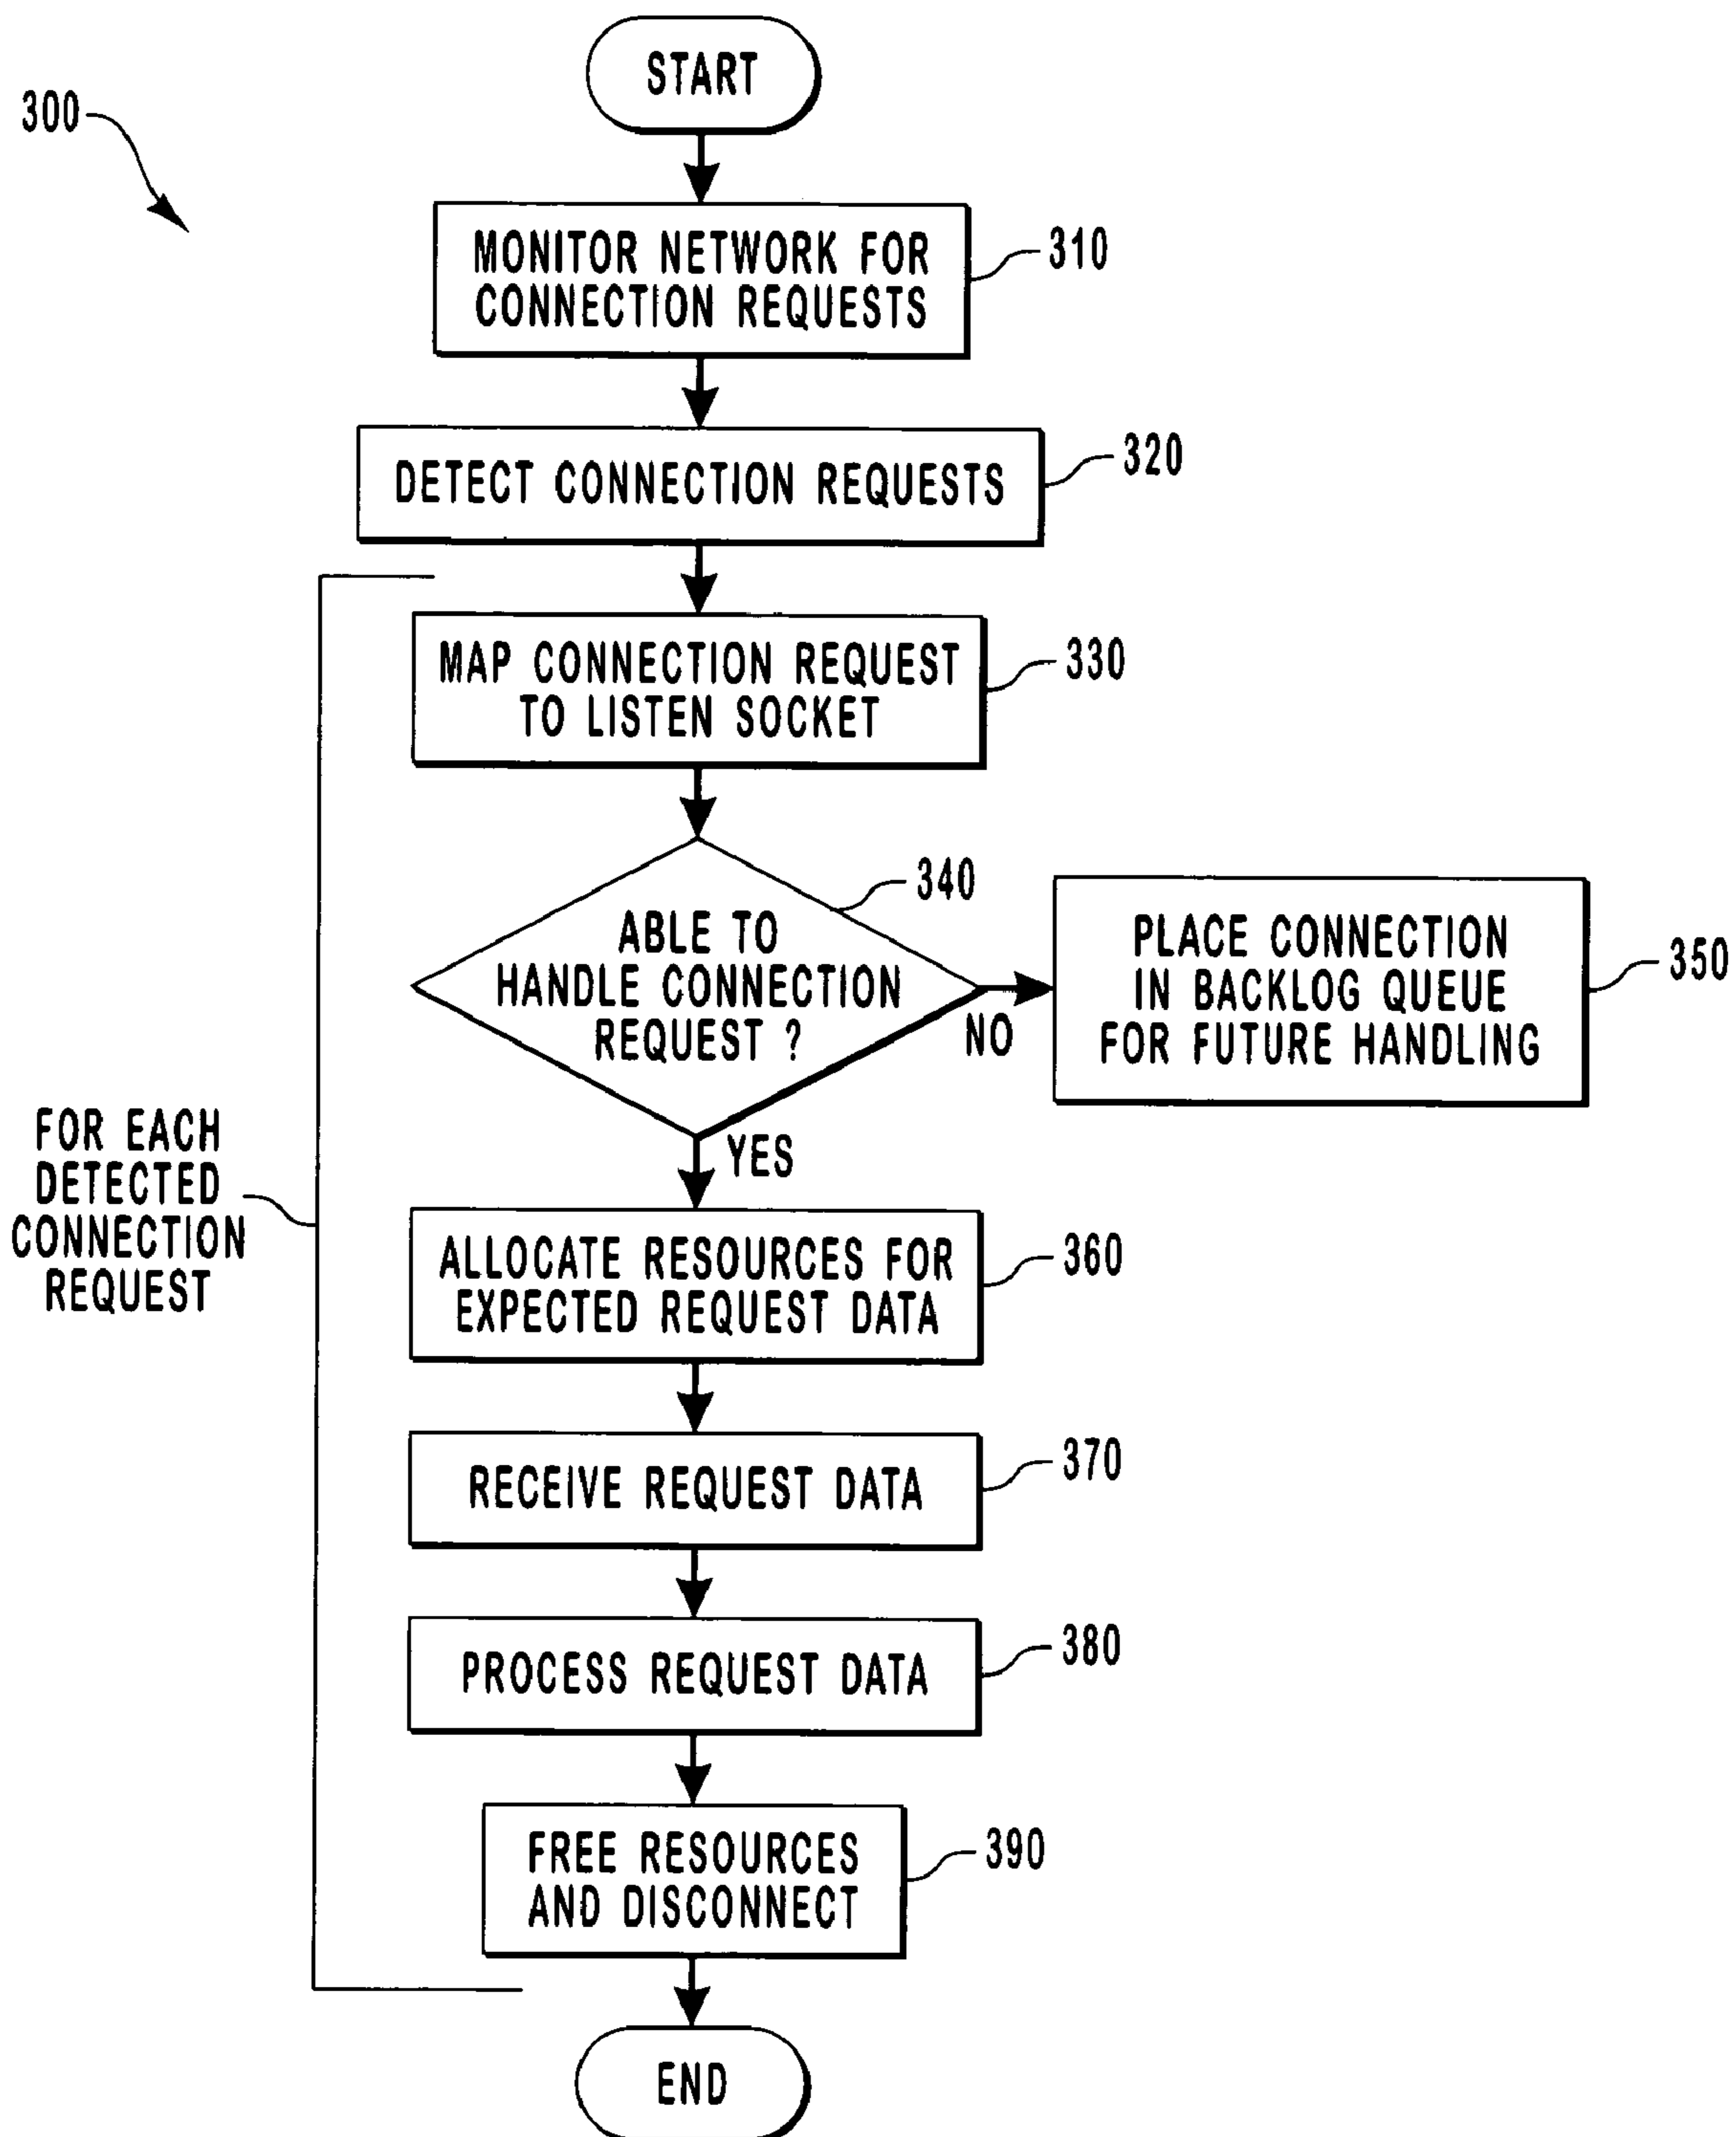 START
300
MONITOR NETWORK FOR
CONNECTION REQUESTS
310
DETECT CONNECTION REQUESTS
320
MAP CONNECTION REQUEST
TO LISTEN SOCKET
330
ABLE TO
HANDLE CONNECTION
REQUEST ?
340
NO
PLACE CONNECTION
IN BACKLOG QUEUE
FOR FUTURE HANDLING
350
YES
FOR EACH
DETECTED
CONNECTION
REQUEST
ALLOCATE RESOURCES FOR
EXPECTED REQUEST DATA
360
RECEIVE REQUEST DATA
370
PROCESS REQUEST DATA
380
FREE RESOURCES
AND DISCONNECT
390
END